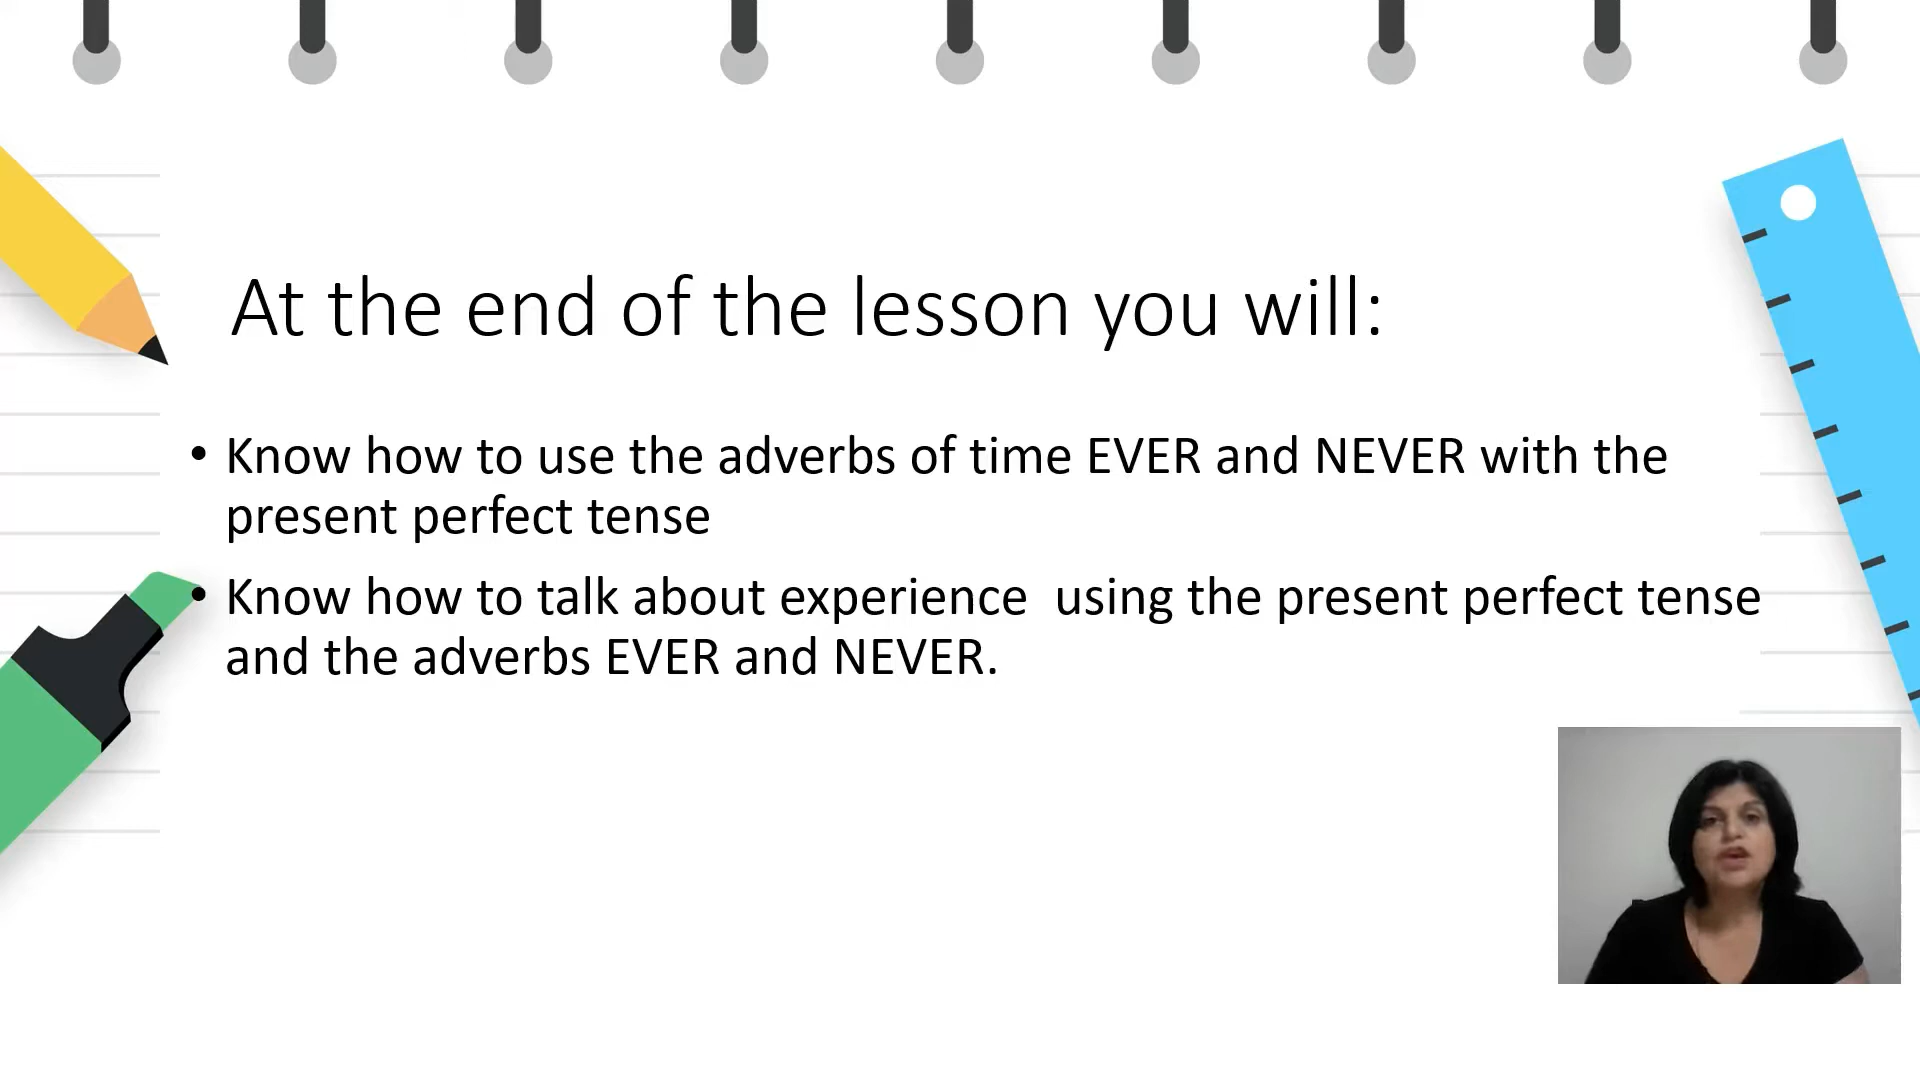 At the end of the lesson you will:
• Know how to use the adverbs of time EVER and NEVER with the
present perfect tense
• Know how to talk about experience  using the present perfect tense
and the adverbs EVER and NEVER.